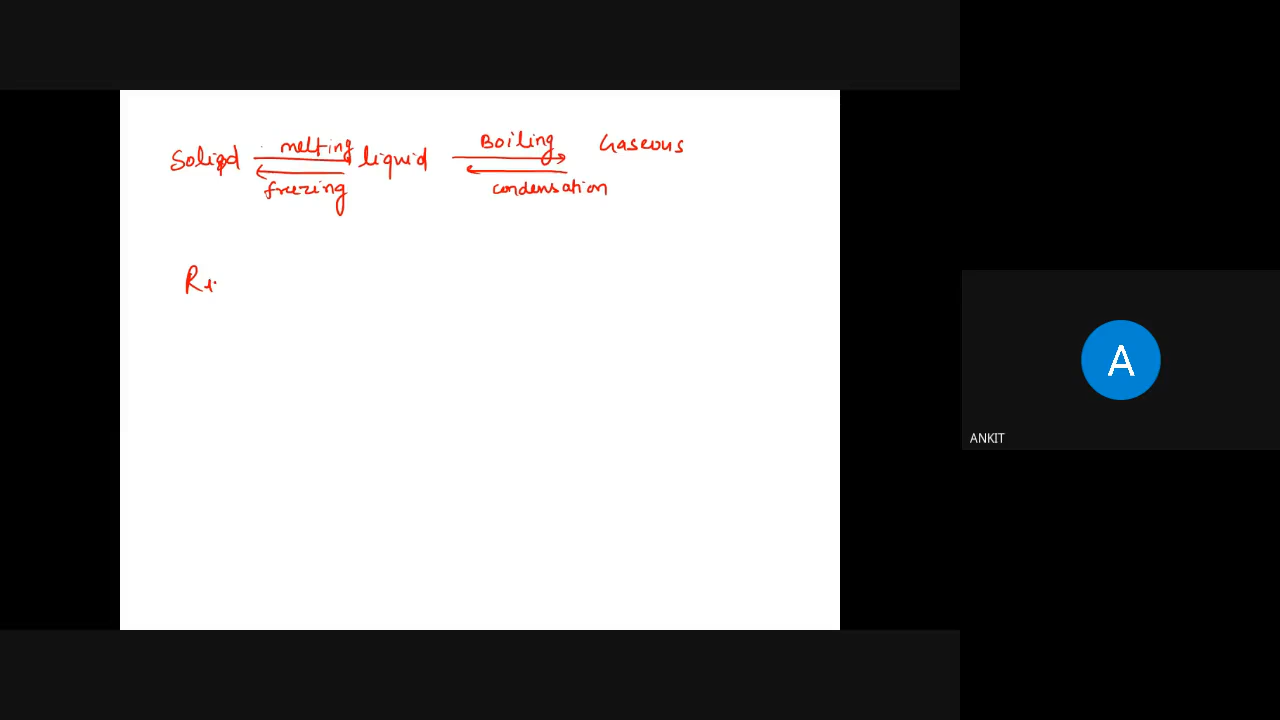 Solid melting liquid Boiling Gaseous
freezing condensation
R
A
ANKIT